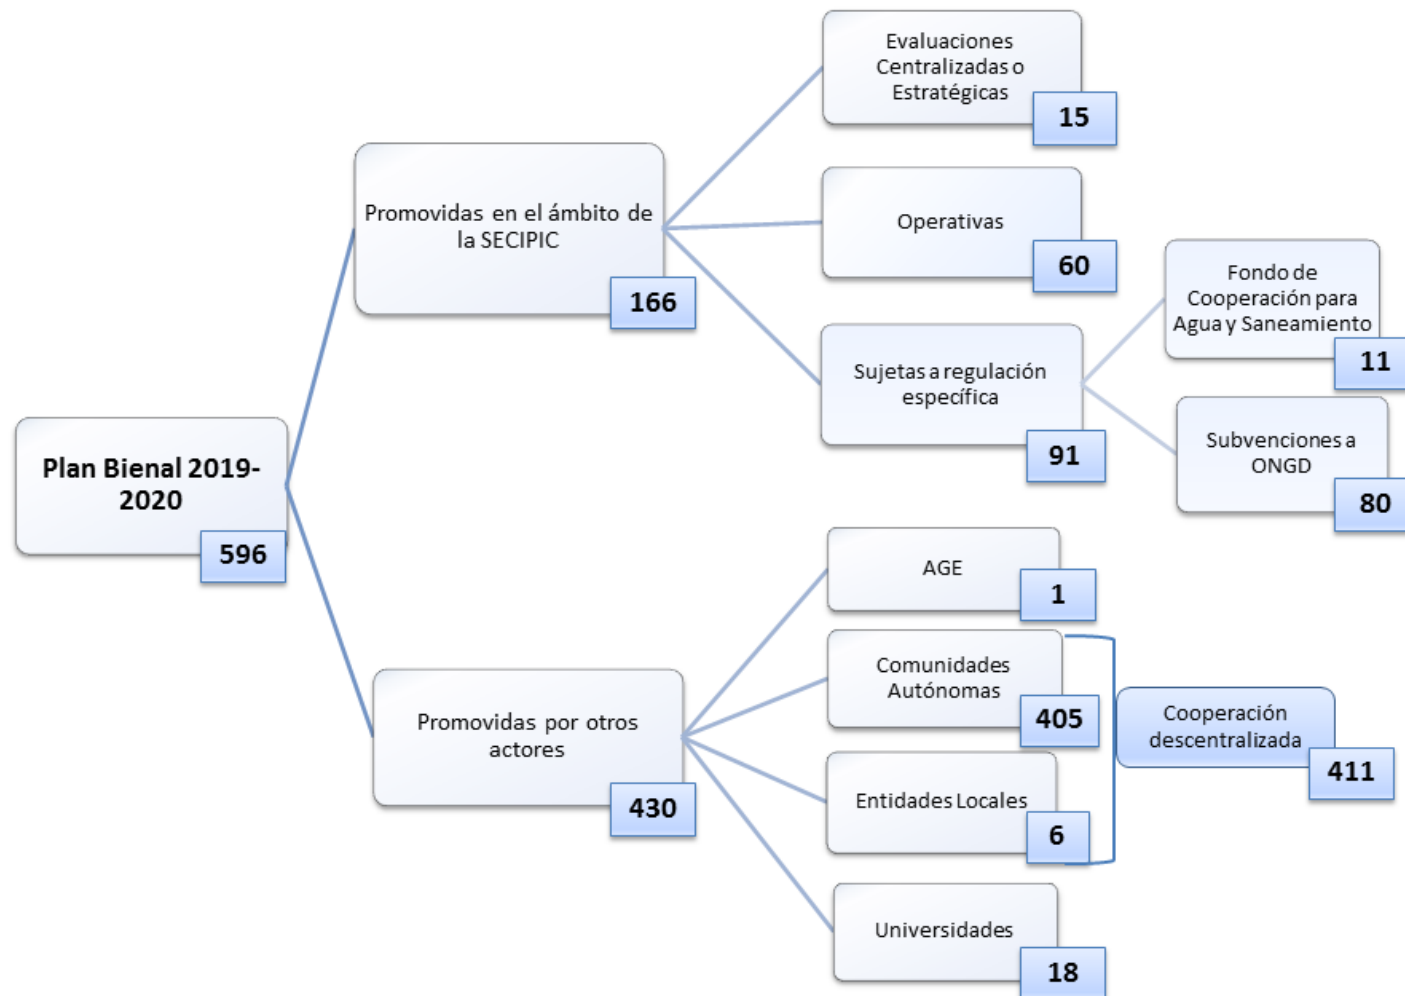 Plan Bienal 2019-
2020
596
Promovidas en el ámbito de
la SECIPIC
166
Evaluaciones
Centralizadas o
Estratégicas
15
Operativas
60
Sujetas a regulación
específica
91
Fondo de
Cooperación para
Agua y Saneamiento
11
Subvenciones a
ONGD
80
Promovidas por otros
actores
430
AGE
1
Comunidades
Autónomas
405
Entidades Locales
6
Cooperación
descentralizada
411
Universidades
18